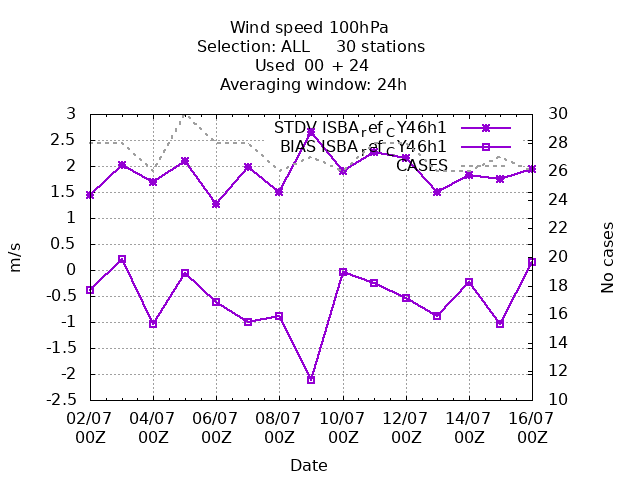 Wind speed 100hPa
Selection: ALL 30 stations
Used 00 + 24
Averaging window: 24h
STDV ISBA_ref_CY46h1
BIAS ISBA_ref_CY46h1
CASES
3
2.5
2
1.5
1
0.5
0
-0.5
-1
-1.5
-2
-2.5
m/s
30
28
26
24
22
20
18
16
14
12
10
No cases
02/07 04/07 06/07 08/07 10/07 12/07 14/07 16/07
00Z 00Z 00Z 00Z 00Z 00Z 00Z 00Z
Date